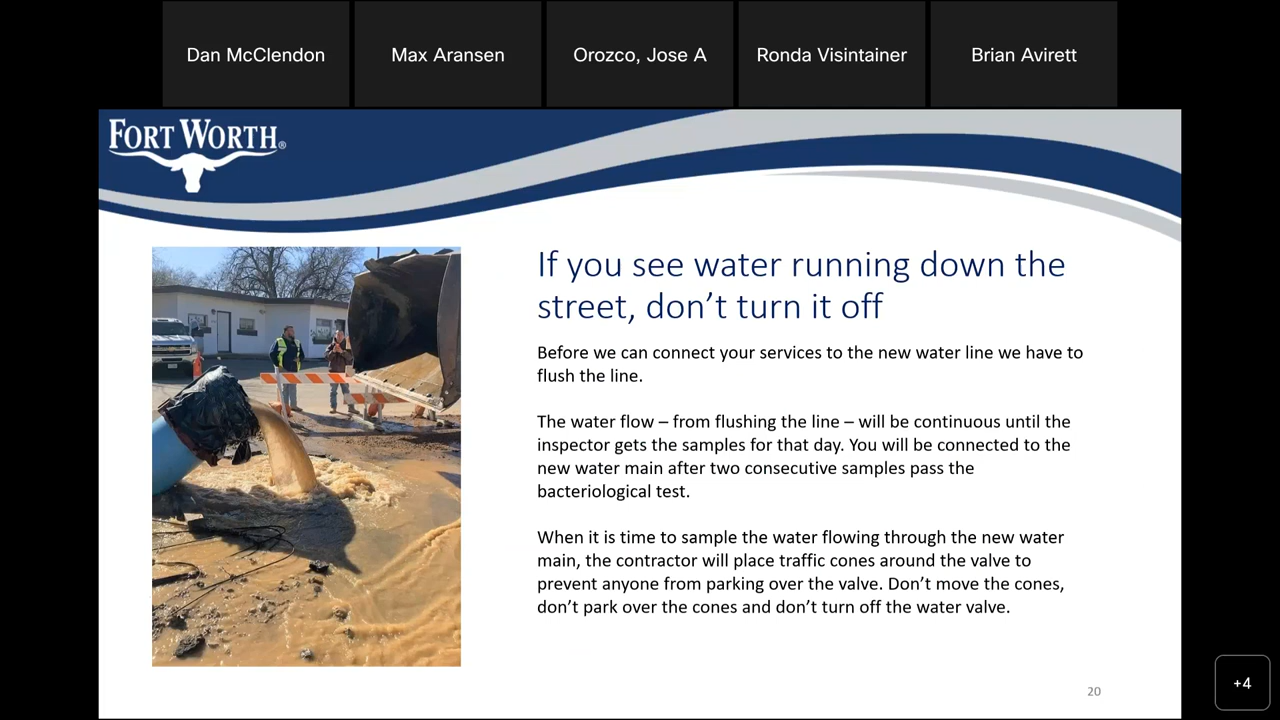 Dan McClendon
Max Aransen
Orozco, Jose A
Ronda Visintainer
Brian Avirett
FORT WORTH®
If you see water running down the
street, don’t turn it off
Before we can connect your services to the new water line we have to
flush the line.
The water flow – from flushing the line – will be continuous until the
inspector gets the samples for that day. You will be connected to the
new water main after two consecutive samples pass the
bacteriological test.
When it is time to sample the water flowing through the new water
main, the contractor will place traffic cones around the valve to
prevent anyone from parking over the valve. Don’t move the cones,
don’t park over the cones and don’t turn off the water valve.
+4
20